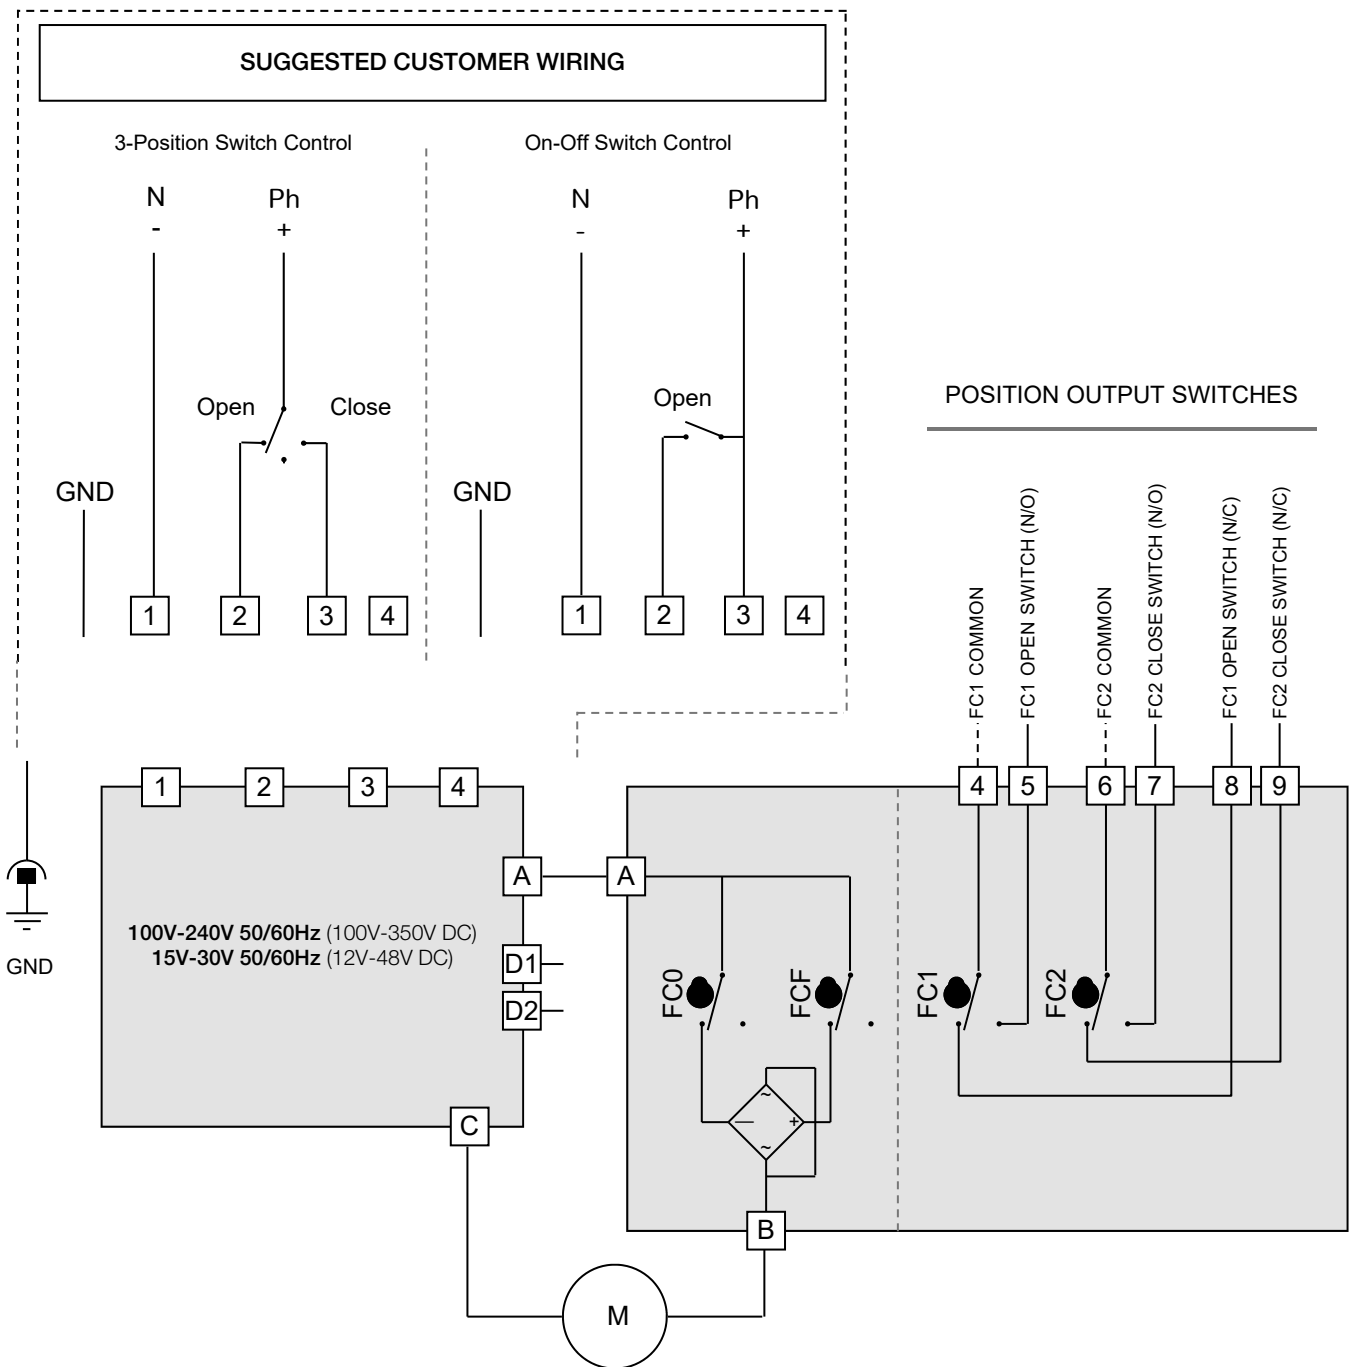 SUGGESTED CUSTOMER WIRING
3-Position Switch Control
N
-
Ph
+
Open
Close
GND
1
2
3
4
On-Off Switch Control
N
-
Ph
+
Open
GND
1
2
3
4
POSITION OUTPUT SWITCHES
FC1 COMMON
FC1 OPEN SWITCH (N/O)
FC2 COMMON
FC2 CLOSE SWITCH (N/O)
FC1 OPEN SWITCH (N/C)
FC2 CLOSE SWITCH (N/C)
1
2
3
4
4
5
6
7
8
9
A
A
100V-240V 50/60Hz (100V-350V DC)
15V-30V 50/60Hz (12V-48V DC)
D1
D2
GND
FC0
FCF
FC1
FC2
~
— +
~
C
B
M